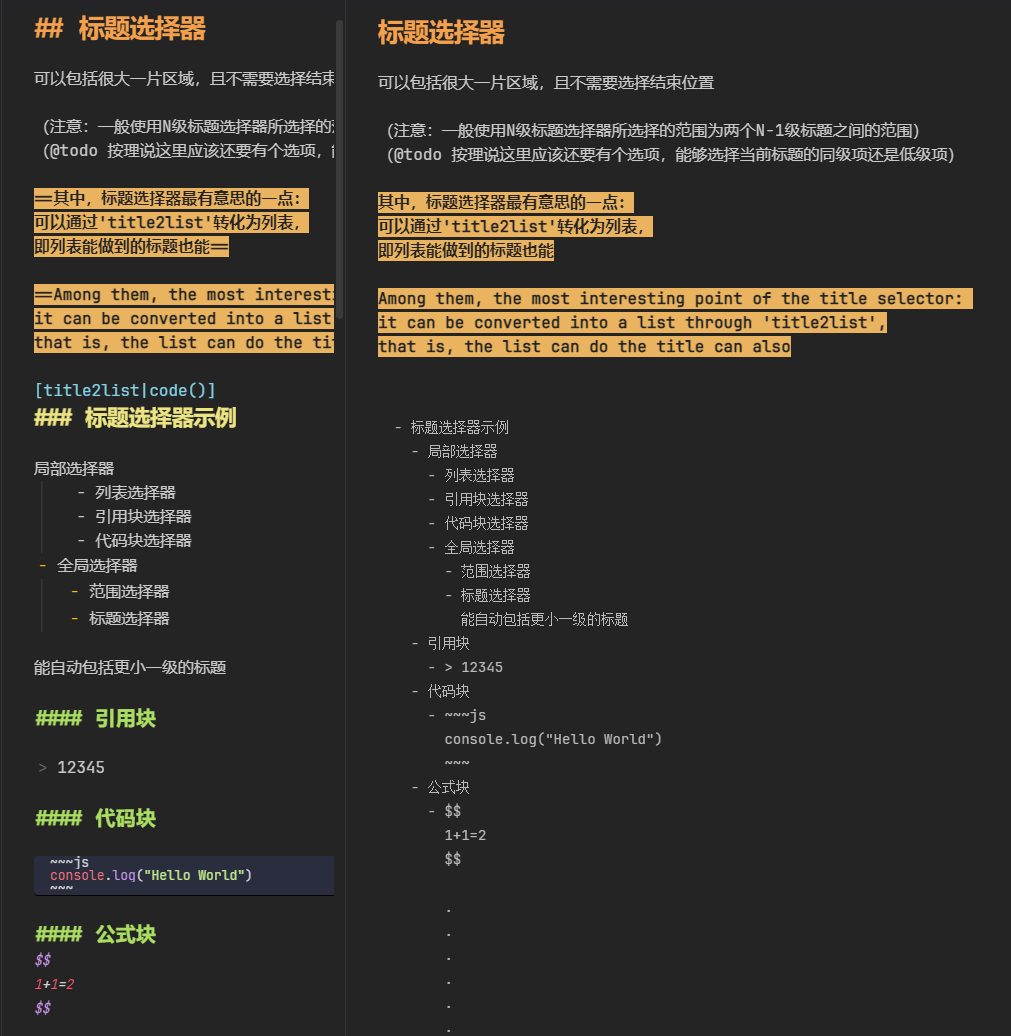 ## 标题选择器
可以包括很大一片区域，且不需要选择结束
（注意：一般使用N级标题选择器所选择的
（@todo 按理说这里应该还要有个选项，
==其中，标题选择器最有意思的一点：
可以通过'title2list'转化为列表，
即列表能做到的标题也能==
==Among them, the most interesti
it can be converted into a list
that is, the list can do the ti
[title2list|code()]
### 标题选择器示例
局部选择器
- 列表选择器
- 引用块选择器
- 代码块选择器
- 全局选择器
- 范围选择器
- 标题选择器
能自动包括更小一级的标题
#### 引用块
> 12345
#### 代码块
~~~js
console.log("Hello World")
~~~
#### 公式块
$$
1+1=2
$$
标题选择器
可以包括很大一片区域，且不需要选择结束位置
（注意：一般使用N级标题选择器所选择的范围为两个N-1级标题之间的范围）
（@todo 按理说这里应该还要有个选项，能够选择当前标题的同级项还是低级项）
其中，标题选择器最有意思的一点：
可以通过'title2list'转化为列表，
即列表能做到的标题也能
Among them, the most interesting point of the title selector:
it can be converted into a list through 'title2list',
that is, the list can do the title can also
- 标题选择器示例
- 局部选择器
- 列表选择器
- 引用块选择器
- 代码块选择器
- 全局选择器
- 范围选择器
- 标题选择器
能自动包括更小一级的标题
- 引用块
- > 12345
- 代码块
- ~~~js
console.log("Hello World")
~~~
- 公式块
- $$
1+1=2
$$
.
.
.
.
.
.